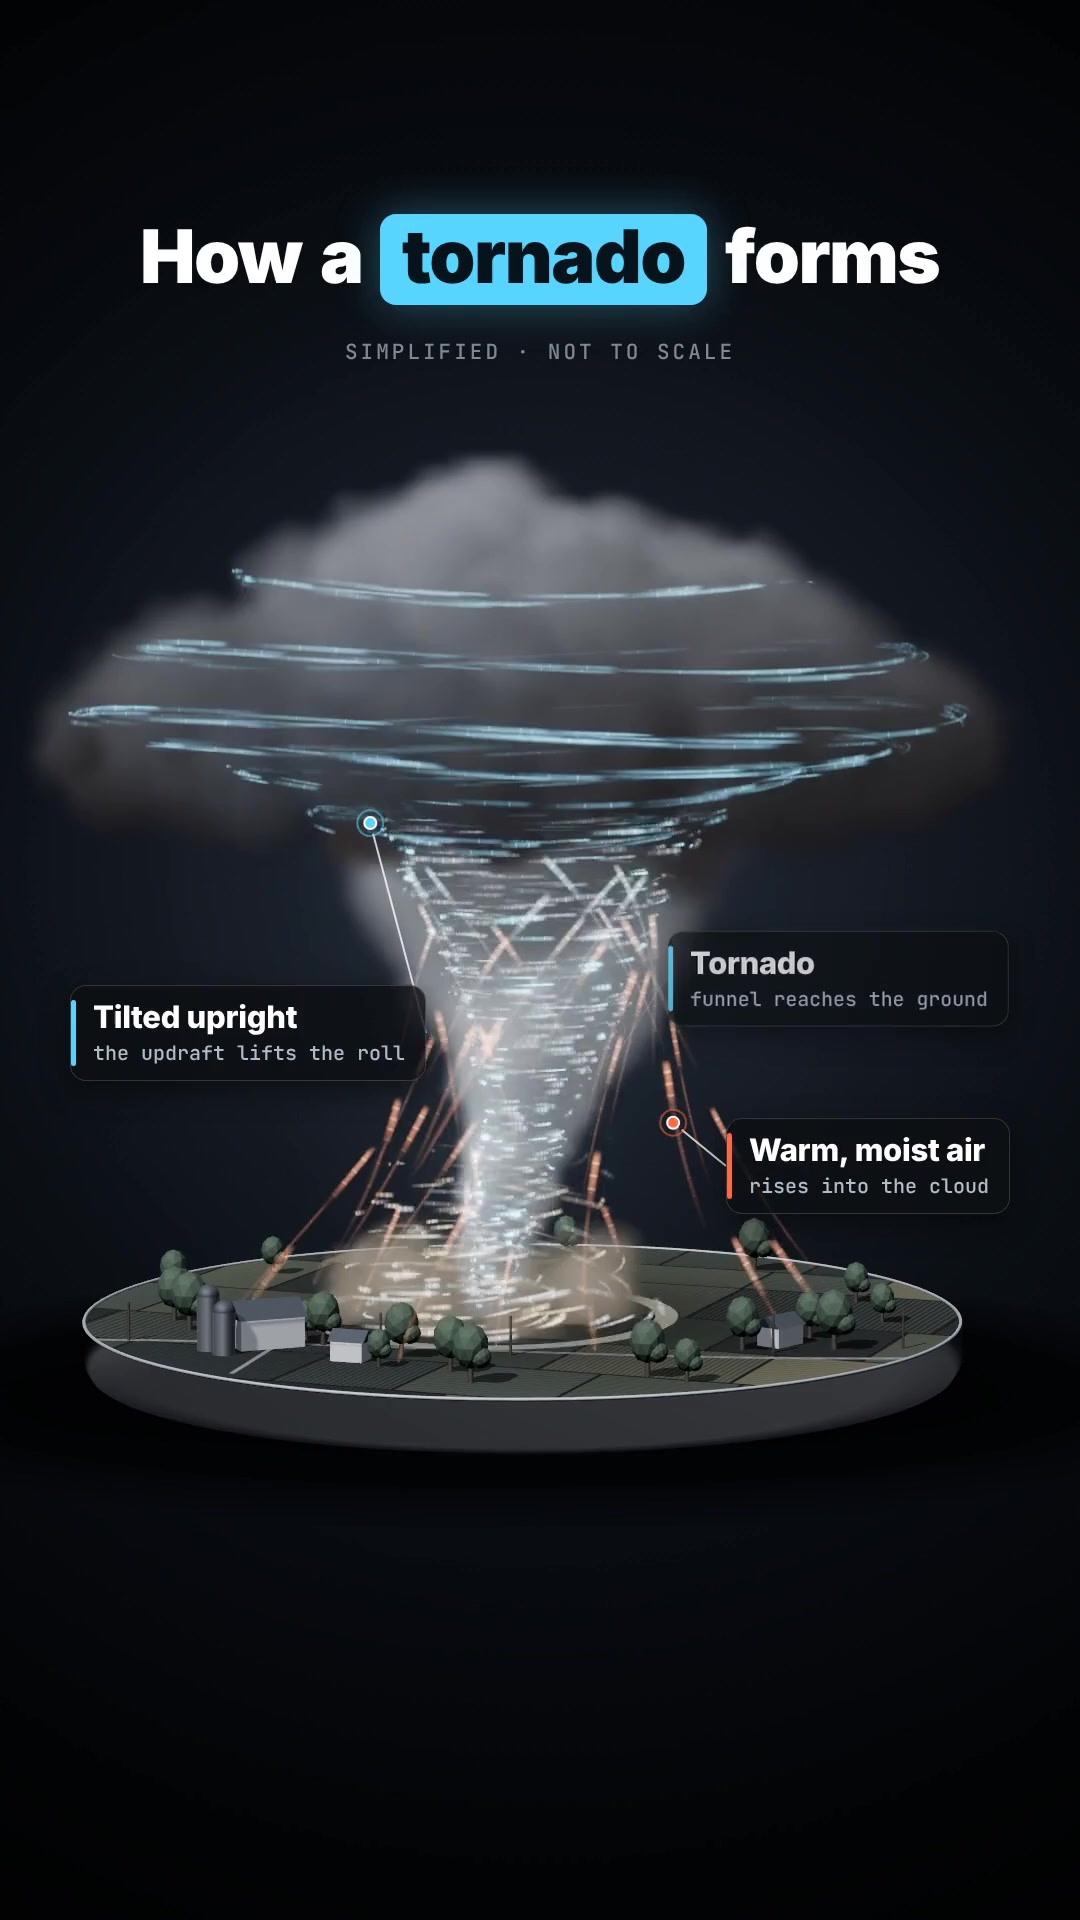 How a tornado forms
SIMPLIFIED · NOT TO SCALE
Tornado
funnel reaches the ground
Tilted upright
the updraft lifts the roll
Warm, moist air
rises into the cloud